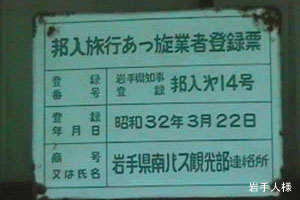 邦人旅行あっ旋業者登録票
登録番号 岩手県知事登録 邦人㐧14号
登録年月日 昭和32年3月22日
商号又は氏名 岩手県南バス観光部連絡所
岩手人様